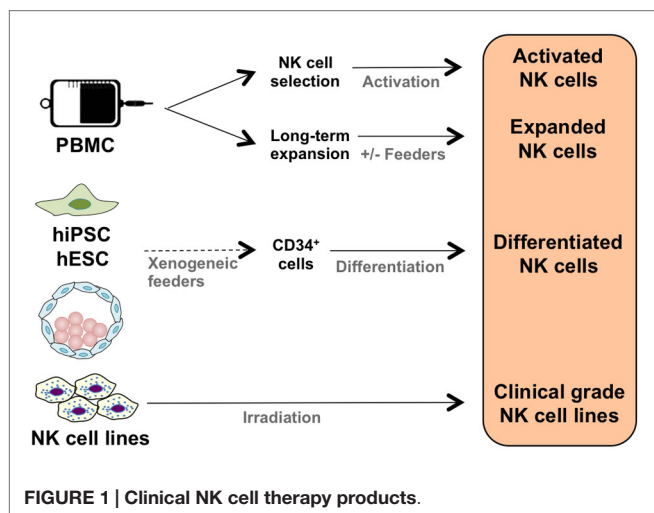 PBMC
NK cell
selection
Activation
Activated
NK cells
Long-term
expansion
+/- Feeders
Expanded
NK cells
hiPSC
hESC
Xenogeneic
feeders
CD34⁺
cells
Differentiation
Differentiated
NK cells
NK cell lines
Irradiation
Clinical grade
NK cell lines
FIGURE 1 | Clinical NK cell therapy products.